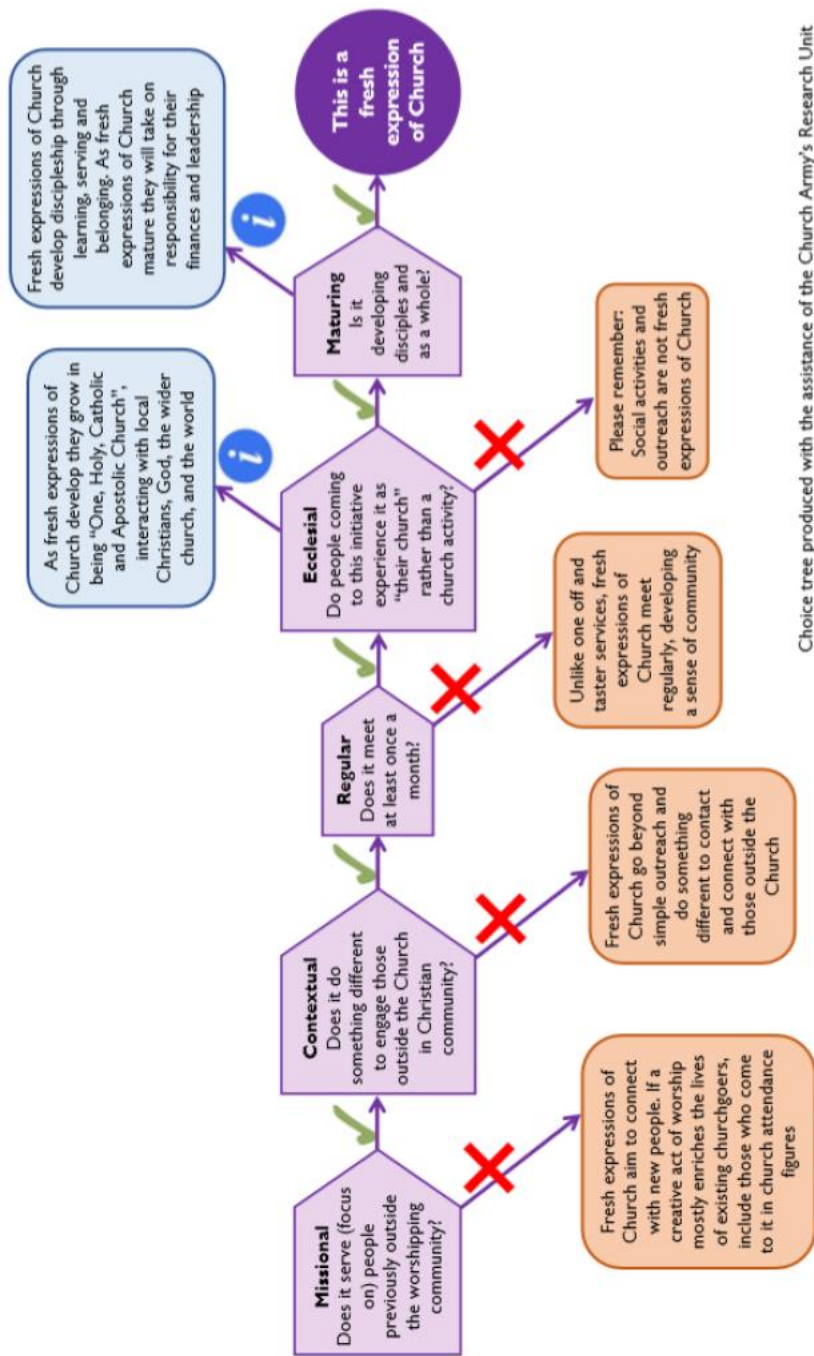 Missional
Does it serve (focus
on) people
previously outside
the worshipping
community?
Fresh expressions of
Church aim to connect
with new people. If a
creative act of worship
mostly enriches the lives
of existing churchgoers,
include those who come
to it in church attendance
figures
Contextual
Does it do
something different
to engage those
outside the Church
in Christian
community?
Fresh expressions of
Church go beyond
simple outreach and
do something
different to contact
and connect with
those outside the
Church
Regular
Does it meet
at least once a
month?
Unlike one off and
taster services, fresh
expressions of
Church meet
regularly, developing
a sense of community
Ecclesial
Do people coming
to this initiative
experience it as
"their church"
rather than a
church activity?
As fresh expressions of
Church develop they grow in
being "One, Holy, Catholic
and Apostolic Church",
interacting with local
Christians, God, the wider
church, and the world
i
Please remember:
Social activities and
outreach are not fresh
expressions of Church
Maturing
Is it
developing
disciples and
as a whole?
Fresh expressions of Church
develop discipleship through
learning, serving and
belonging. As fresh
expressions of Church
mature they will take on
responsibility for their
finances and leadership
i
This is a
fresh
expression
of Church
Choice tree produced with the assistance of the Church Army's Research Unit